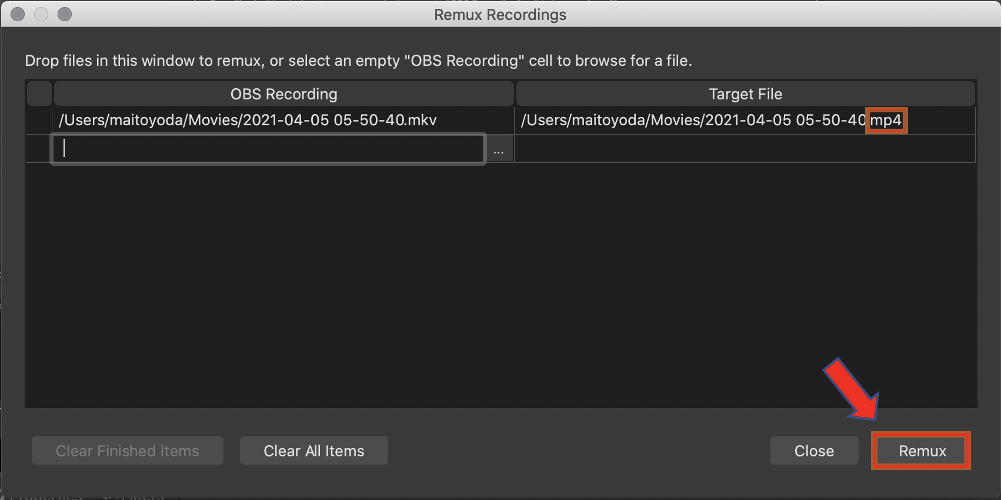 Remux Recordings
Drop files in this window to remux, or select an empty "OBS Recording" cell to browse for a file.
OBS Recording Target File
/Users/maitoyoda/Movies/2021-04-05 05-50-40.mkv /Users/maitoyoda/Movies/2021-04-05 05-50-40.mp4
...
Clear Finished Items Clear All Items Close Remux